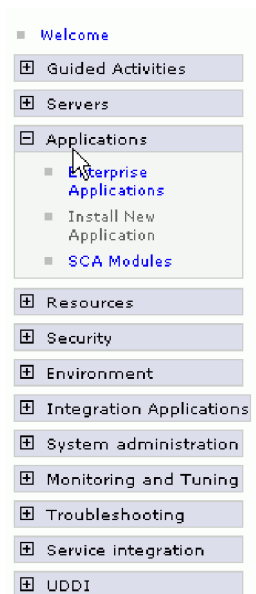 Welcome
Guided Activities
Servers
Applications
Enterprise
Applications
Install New
Application
SCA Modules
Resources
Security
Environment
Integration Applications
System administration
Monitoring and Tuning
Troubleshooting
Service integration
UDDI